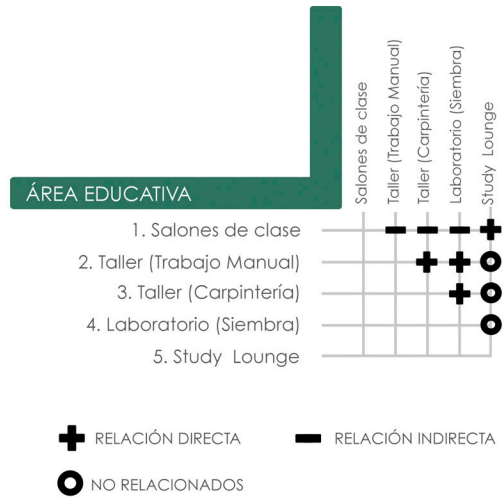 Salones de clase
Taller (Trabajo Manual)
Taller (Carpintería)
Laboratorio (Siembra)
Study Lounge
ÁREA EDUCATIVA
1. Salones de clase
2. Taller (Trabajo Manual)
3. Taller (Carpintería)
4. Laboratorio (Siembra)
5. Study Lounge
RELACIÓN DIRECTA
RELACIÓN INDIRECTA
NO RELACIONADOS